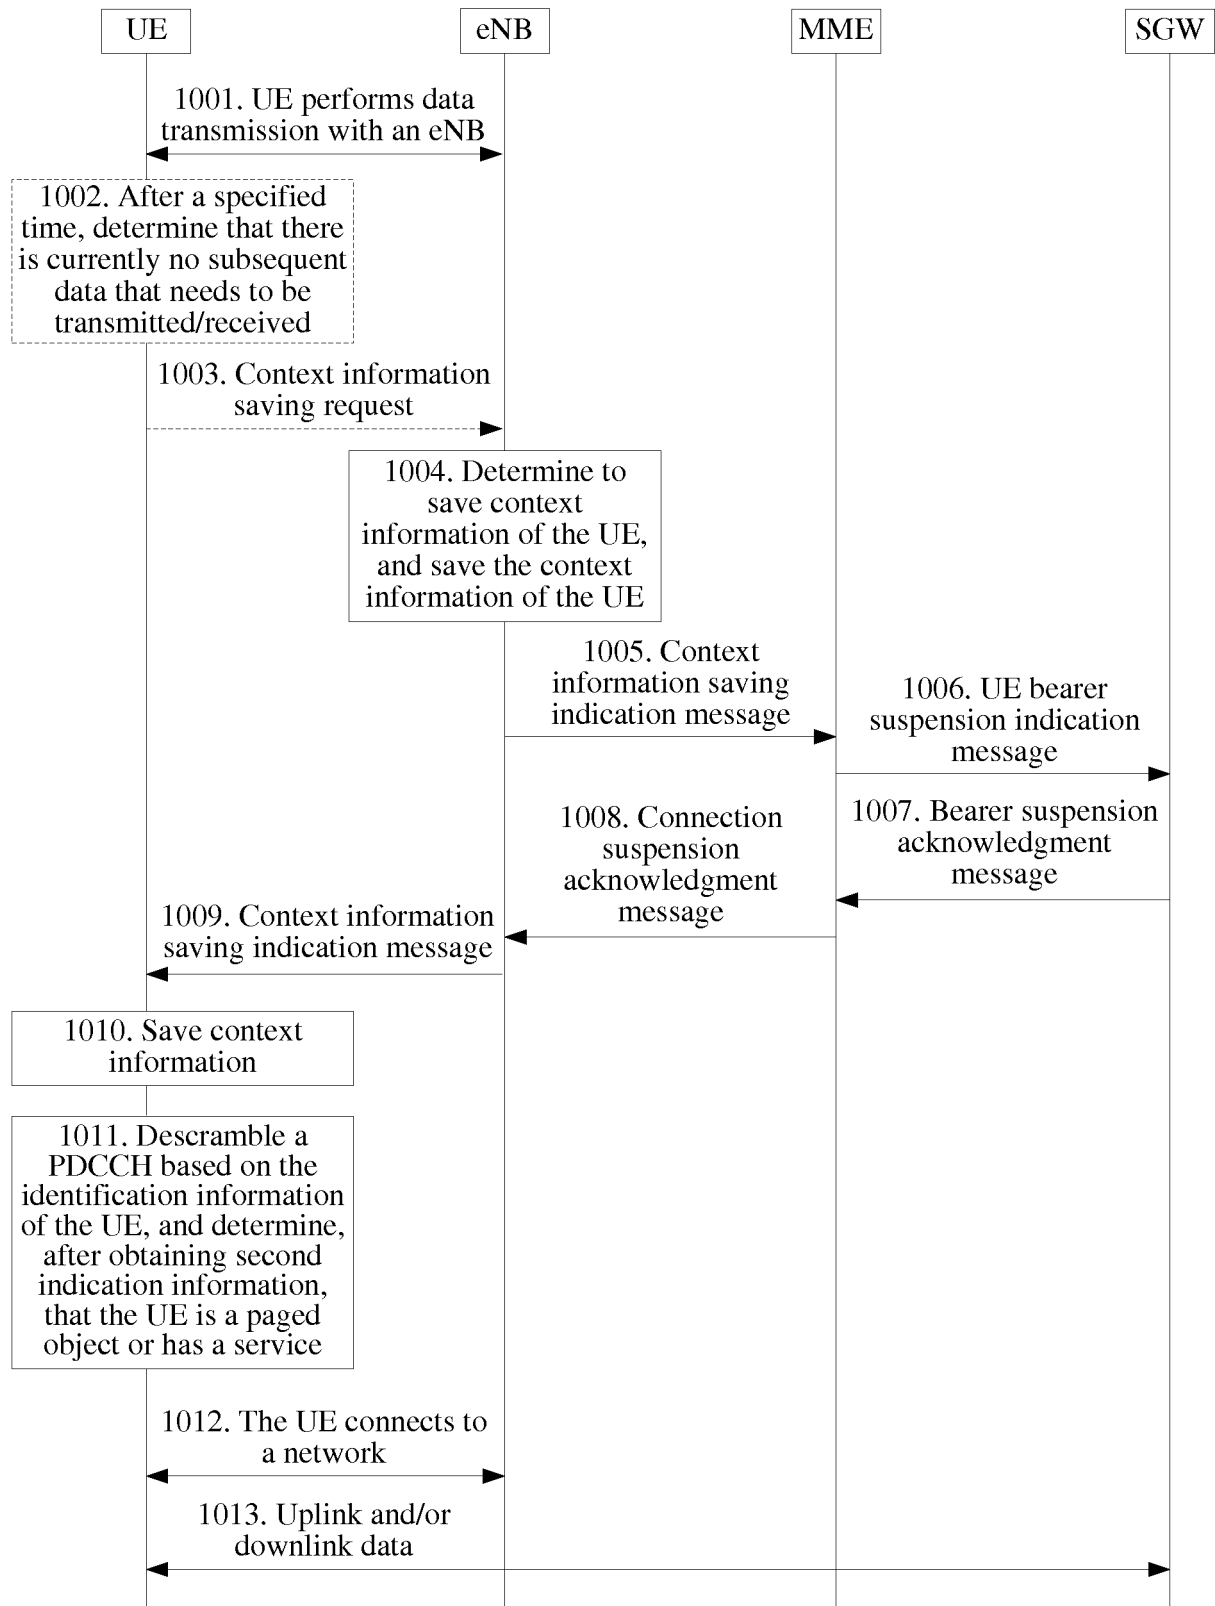 UE
eNB
MME
SGW
1001. UE performs data
transmission with an eNB
1002. After a specified
time, determine that there
is currently no subsequent
data that needs to be
transmitted/received
1003. Context information
saving request
1004. Determine to
save context
information of the UE,
and save the context
information of the UE
1005. Context
information saving
indication message
1006. UE bearer
suspension indication
message
1007. Bearer suspension
acknowledgment
message
1008. Connection
suspension
acknowledgment
message
1009. Context information
saving indication message
1010. Save context
information
1011. Descramble a
PDCCH based on the
identification information
of the UE, and determine,
after obtaining second
indication information,
that the UE is a paged
object or has a service
1012. The UE connects to
a network
1013. Uplink and/or
downlink data